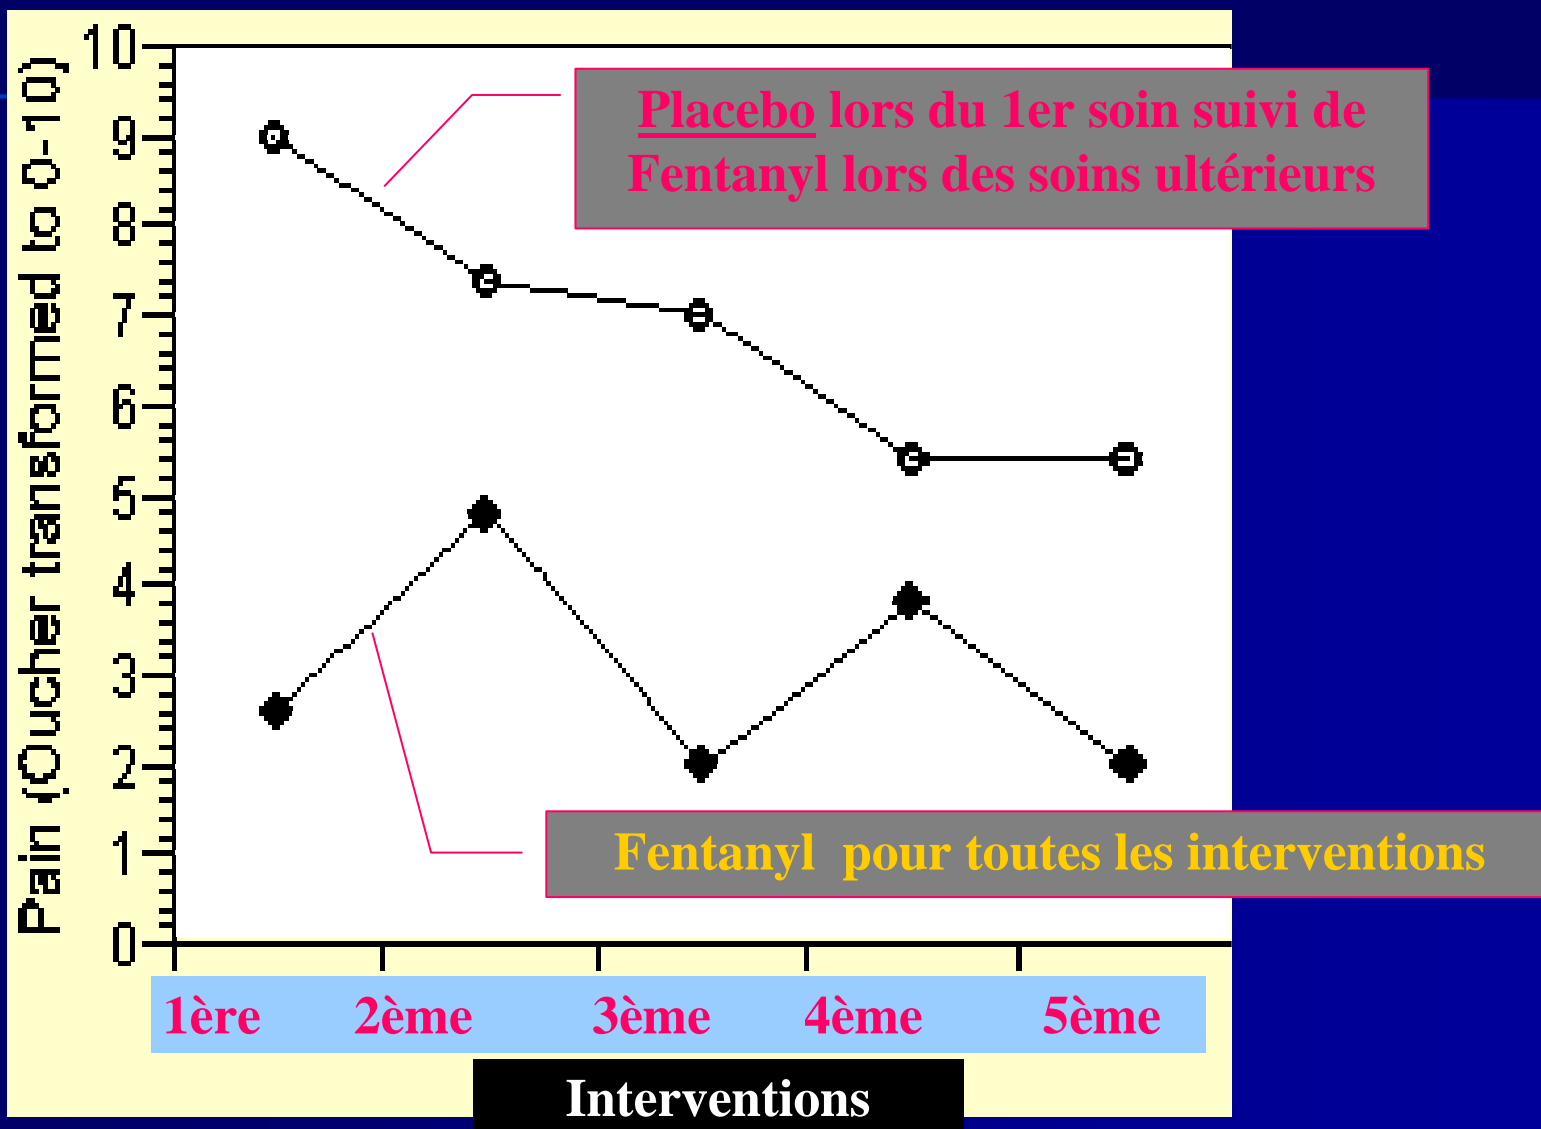 Pain (Oucher transformed to 0-10)
10
9
8
7
6
5
4
3
2
1
0
Placebo lors du 1er soin suivi de
Fentanyl lors des soins ultérieurs
Fentanyl pour toutes les interventions
1ère 2ème 3ème 4ème 5ème
Interventions